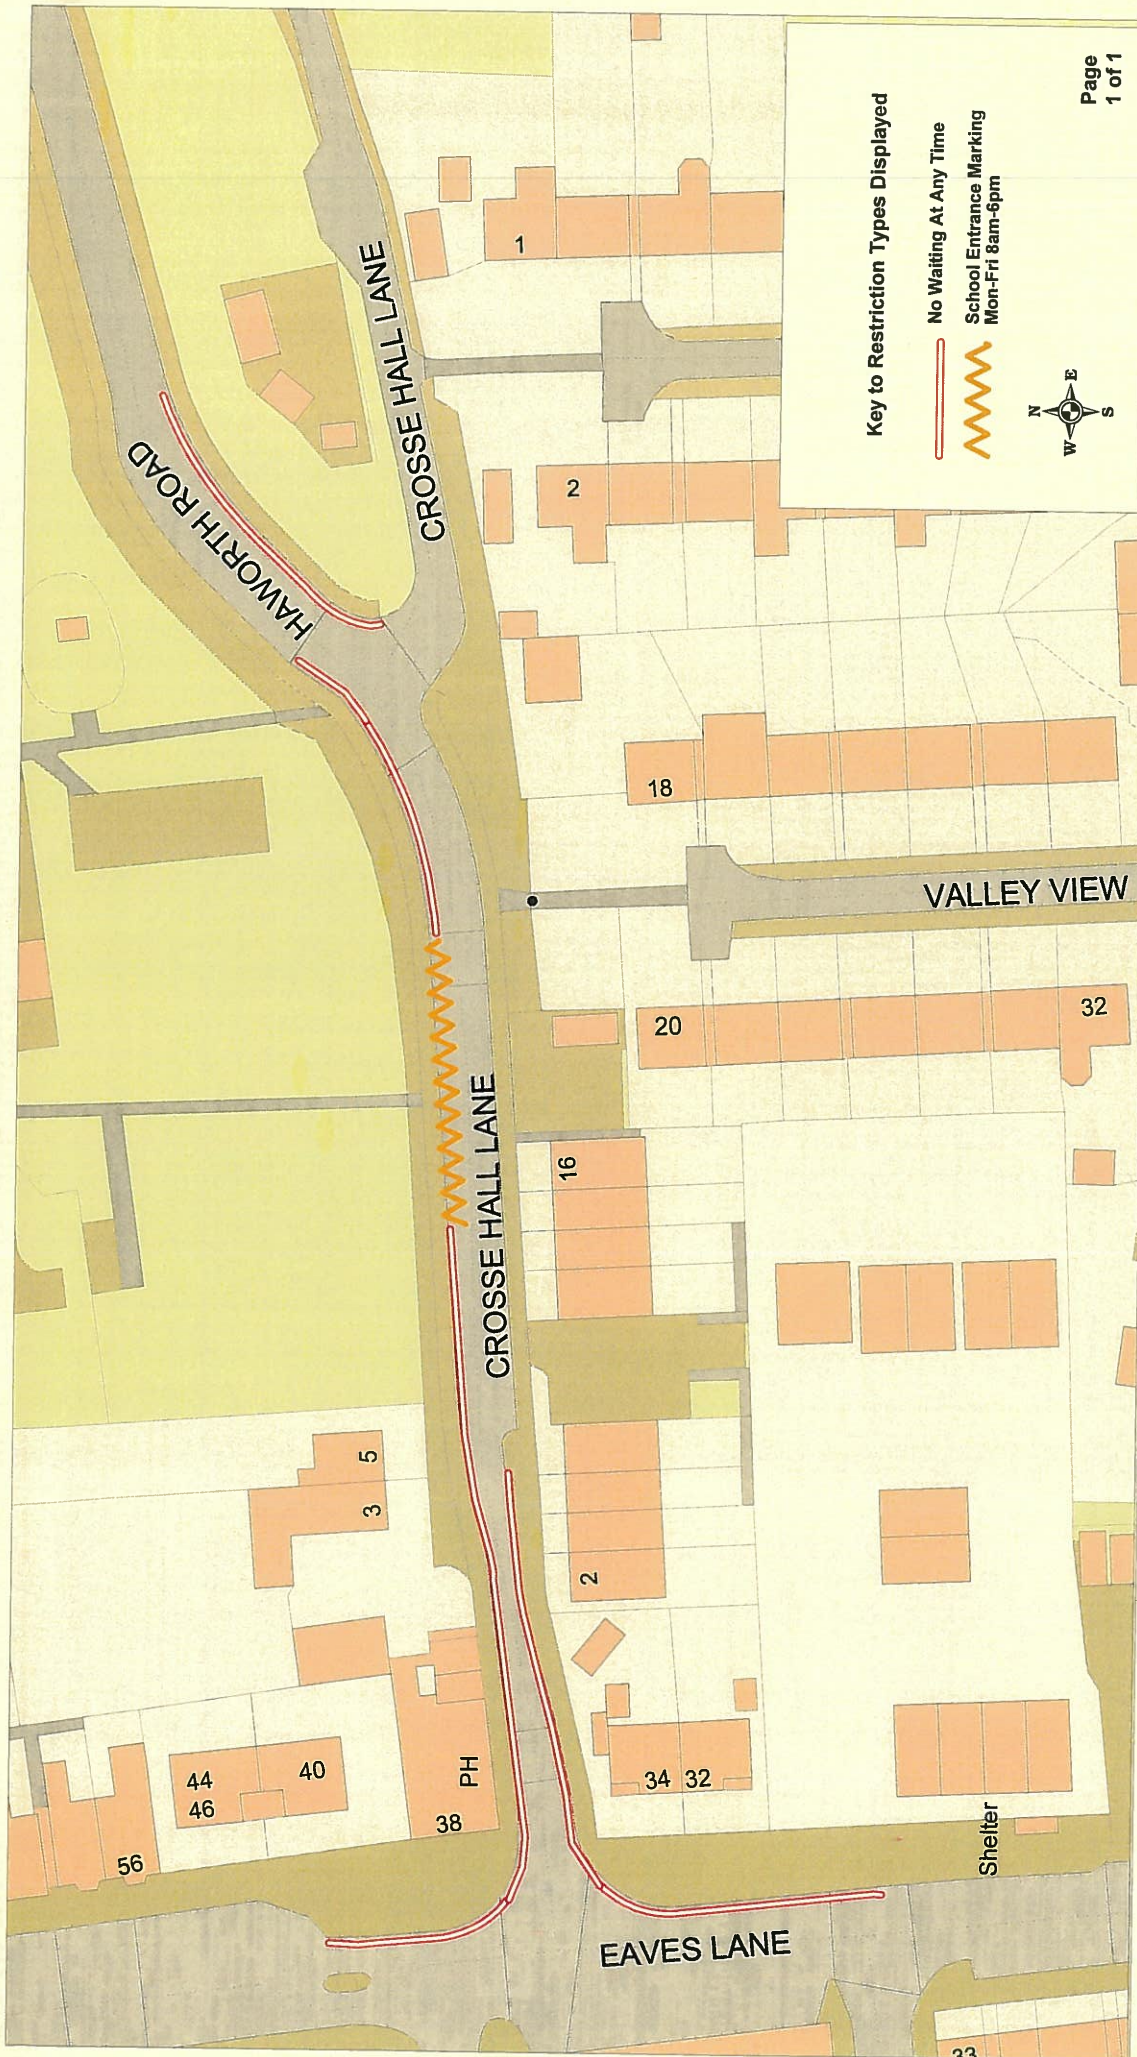 HAWORTH ROAD
CROSSE HALL LANE
1
2
18
VALLEY VIEW
20
32
CROSSE HALL LANE
16
5
3
2
44
46
40
38
PH
34 32
56
Shelter
EAVES LANE
33
Key to Restriction Types Displayed
No Waiting At Any Time
School Entrance Marking
Mon-Fri 8am-6pm
N
W E
S
Page
1 of 1